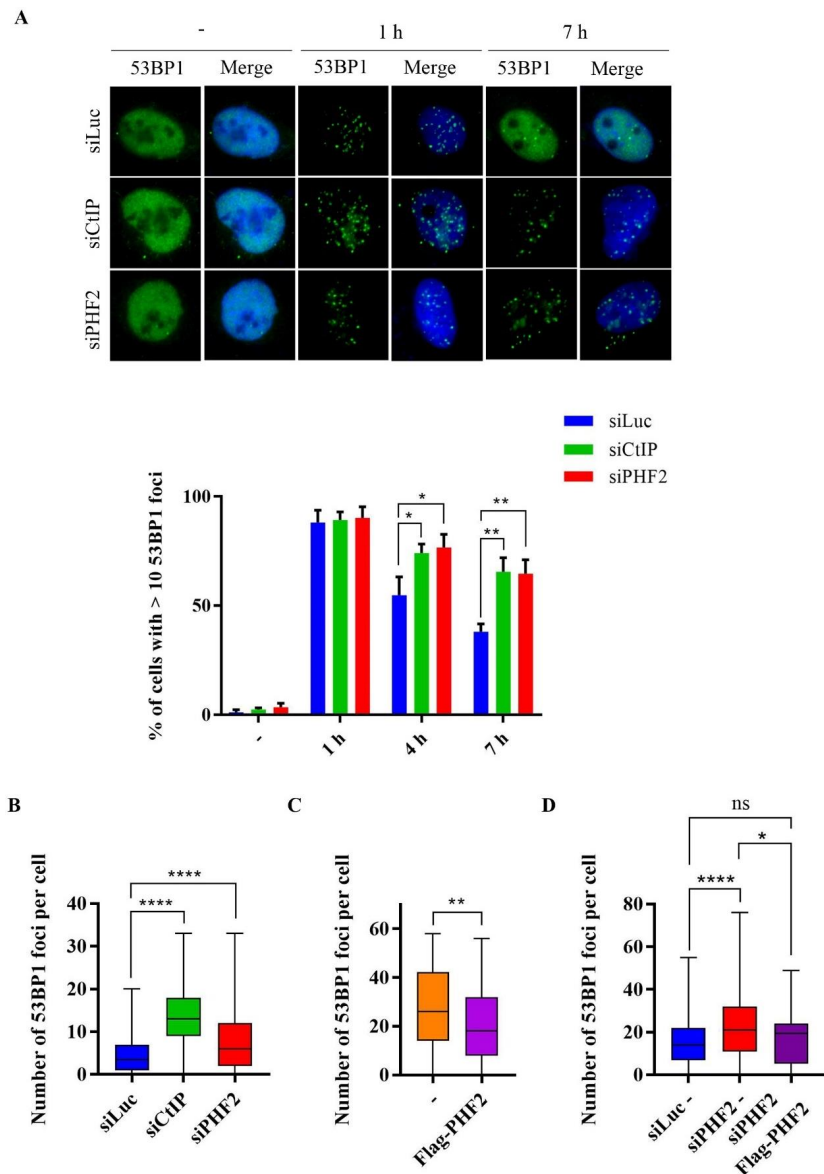 A
- 1 h 7 h
53BP1 Merge 53BP1 Merge 53BP1 Merge
siLuc
siCtIP
siPHF2
siLuc
siCtIP
siPHF2
% of cells with > 10 53BP1 foci
100
50
0
* *
** **
- 1 h 4 h 7 h
B
Number of 53BP1 foci per cell
40
30
20
10
0
****
****
siLuc siCtIP siPHF2
C
Number of 53BP1 foci per cell
60
40
20
0
**
- Flag-PHF2
D
Number of 53BP1 foci per cell
80
60
40
20
0
ns
*
****
siLuc - siPHF2 - siPHF2
Flag-PHF2